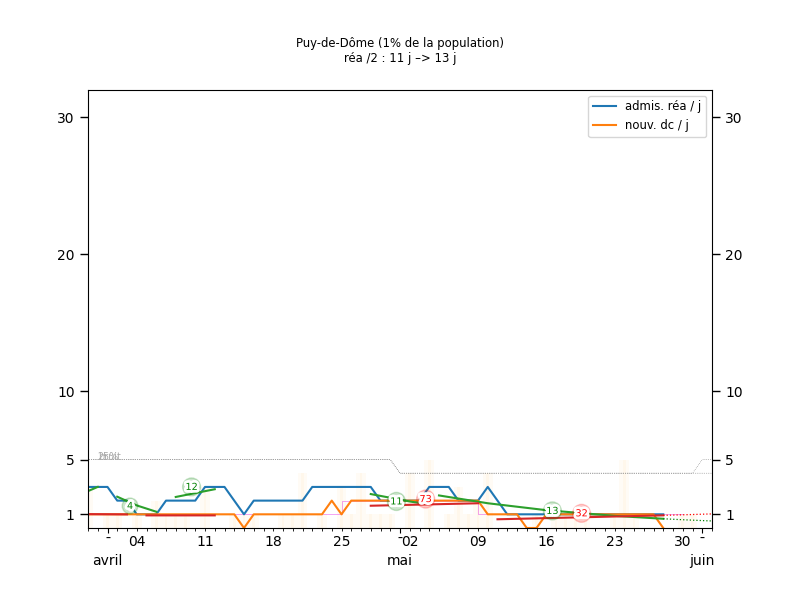 Puy-de-Dôme (1% de la population)
réa /2 : 11 j –> 13 j
admis. réa / j
nouv. dc / j
30 30
20 20
10 10
5 5
1 1
4 12 11 73 13 32
- 04 11 18 25 - 02 09 16 23 30 -
avril mai juin